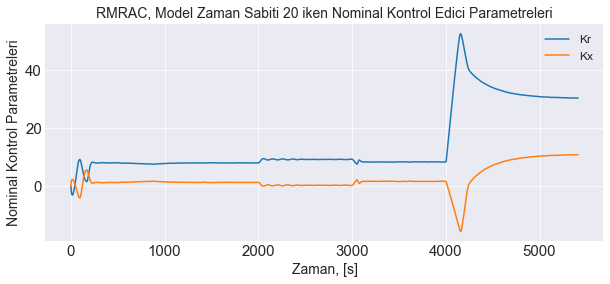 RMRAC, Model Zaman Sabiti 20 iken Nominal Kontrol Edici Parametreleri
Nominal Kontrol Parametreleri
40
20
0
Kr
Kx
0 1000 2000 3000 4000 5000
Zaman, [s]